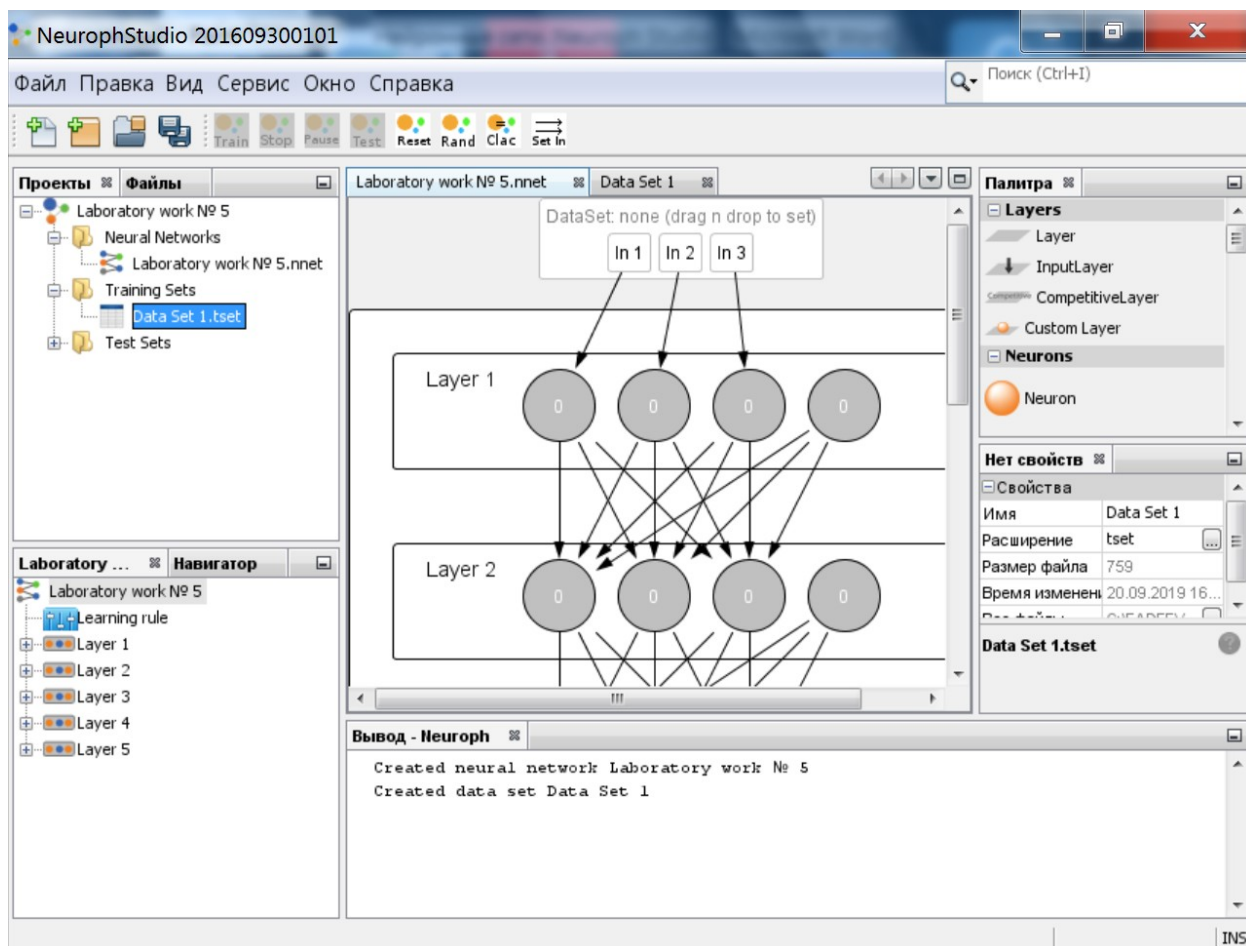 NeurophStudio 201609300101
Файл Правка Вид Сервис Окно Справка
Поиск (Ctrl+I)
Train Stop Pause Test Reset Rand Clac Set In
Проекты Файлы
Laboratory work № 5
Neural Networks
Laboratory work № 5.nnet
Training Sets
Data Set 1.tset
Test Sets
Laboratory ... Навигатор
Laboratory work № 5
Learning rule
Layer 1
Layer 2
Layer 3
Layer 4
Layer 5
Laboratory work № 5.nnet Data Set 1
DataSet: none (drag n drop to set)
In 1 In 2 In 3
Layer 1
0 0 0 0
Layer 2
0 0 0 0
Вывод - Neuroph
Created neural network Laboratory work № 5
Created data set Data Set 1
Палитра
Layers
Layer
InputLayer
Competitive CompetitiveLayer
Custom Layer
Neurons
Neuron
Нет свойств
Свойства
Имя Data Set 1
Расширение tset ...
Размер файла 759
Время изменени 20.09.2019 16...
Data Set 1.tset
INS